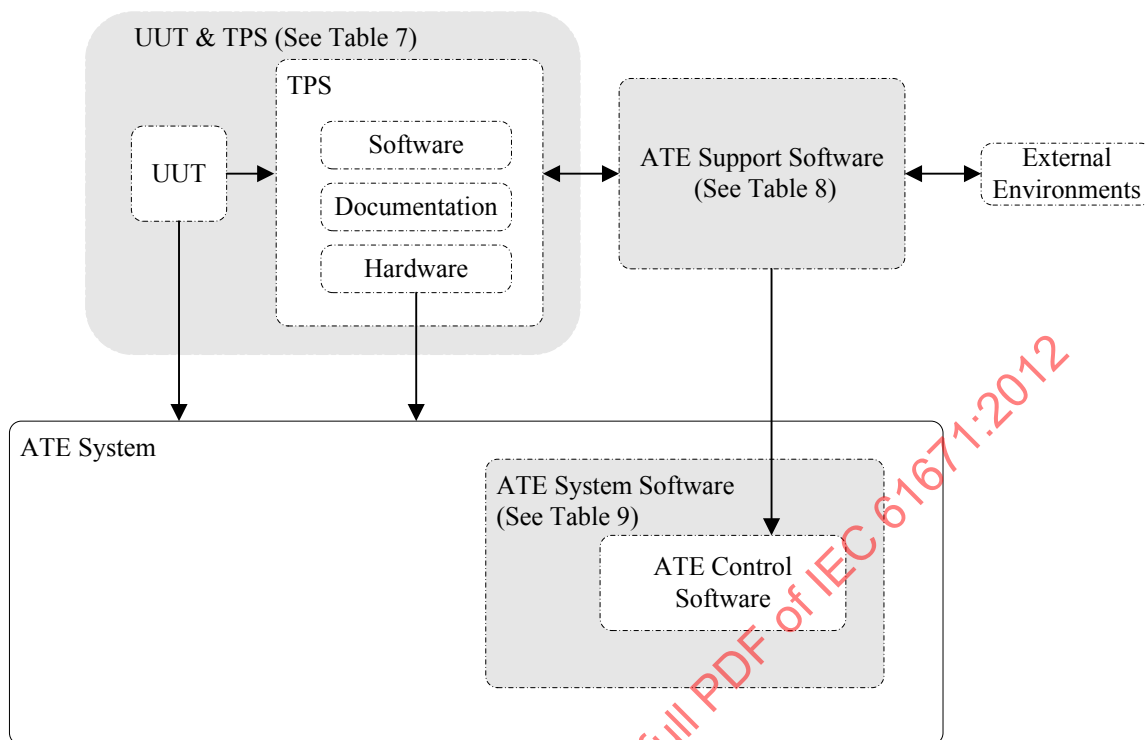 UUT & TPS (See Table 7)
TPS
Software
UUT
Documentation
Hardware
ATE Support Software
(See Table 8)
External
Environments
ATE System
ATE System Software
(See Table 9)
ATE Control
Software
full PDF of IEC 61671:2012